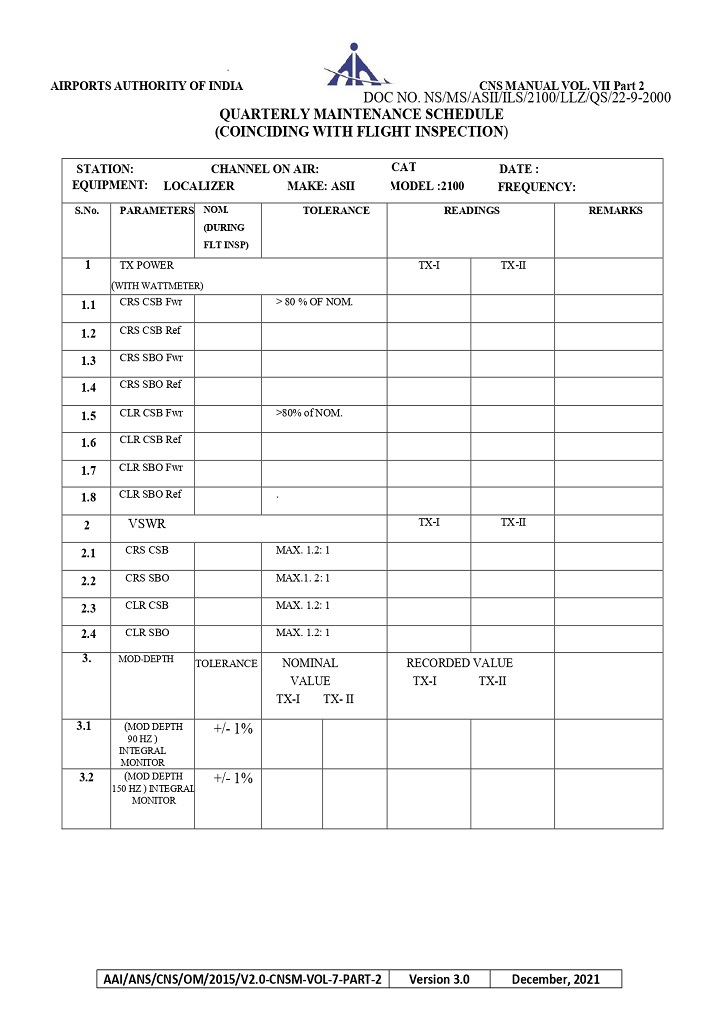 AIRPORTS AUTHORITY OF INDIA CNS MANUAL VOL. VII Part 2
DOC NO. NS/MS/ASII/ILS/2100/LLZ/QS/22-9-2000
QUARTERLY MAINTENANCE SCHEDULE
(COINCIDING WITH FLIGHT INSPECTION)
STATION: CHANNEL ON AIR: CAT DATE :
EQUIPMENT: LOCALIZER MAKE: ASII MODEL :2100 FREQUENCY:
S.No. PARAMETERS NOM. TOLERANCE READINGS REMARKS
(DURING
FLT INSP)
1 TX POWER TX-I TX-II
(WITH WATTMETER)
1.1 CRS CSB Fwr > 80 % OF NOM.
1.2 CRS CSB Ref
1.3 CRS SBO Fwr
1.4 CRS SBO Ref
1.5 CLR CSB Fwr >80% of NOM.
1.6 CLR CSB Ref
1.7 CLR SBO Fwr
1.8 CLR SBO Ref .
2 VSWR TX-I TX-II
2.1 CRS CSB MAX. 1.2: 1
2.2 CRS SBO MAX.1. 2: 1
2.3 CLR CSB MAX. 1.2: 1
2.4 CLR SBO MAX. 1.2: 1
3. MOD-DEPTH TOLERANCE NOMINAL RECORDED VALUE
VALUE TX-I TX-II
TX-I TX- II
3.1 (MOD DEPTH +/- 1%
90 HZ )
INTEGRAL
MONITOR
3.2 (MOD DEPTH +/- 1%
150 HZ ) INTEGRAL
MONITOR
AAI/ANS/CNS/OM/2015/V2.0-CNSM-VOL-7-PART-2 Version 3.0 December, 2021